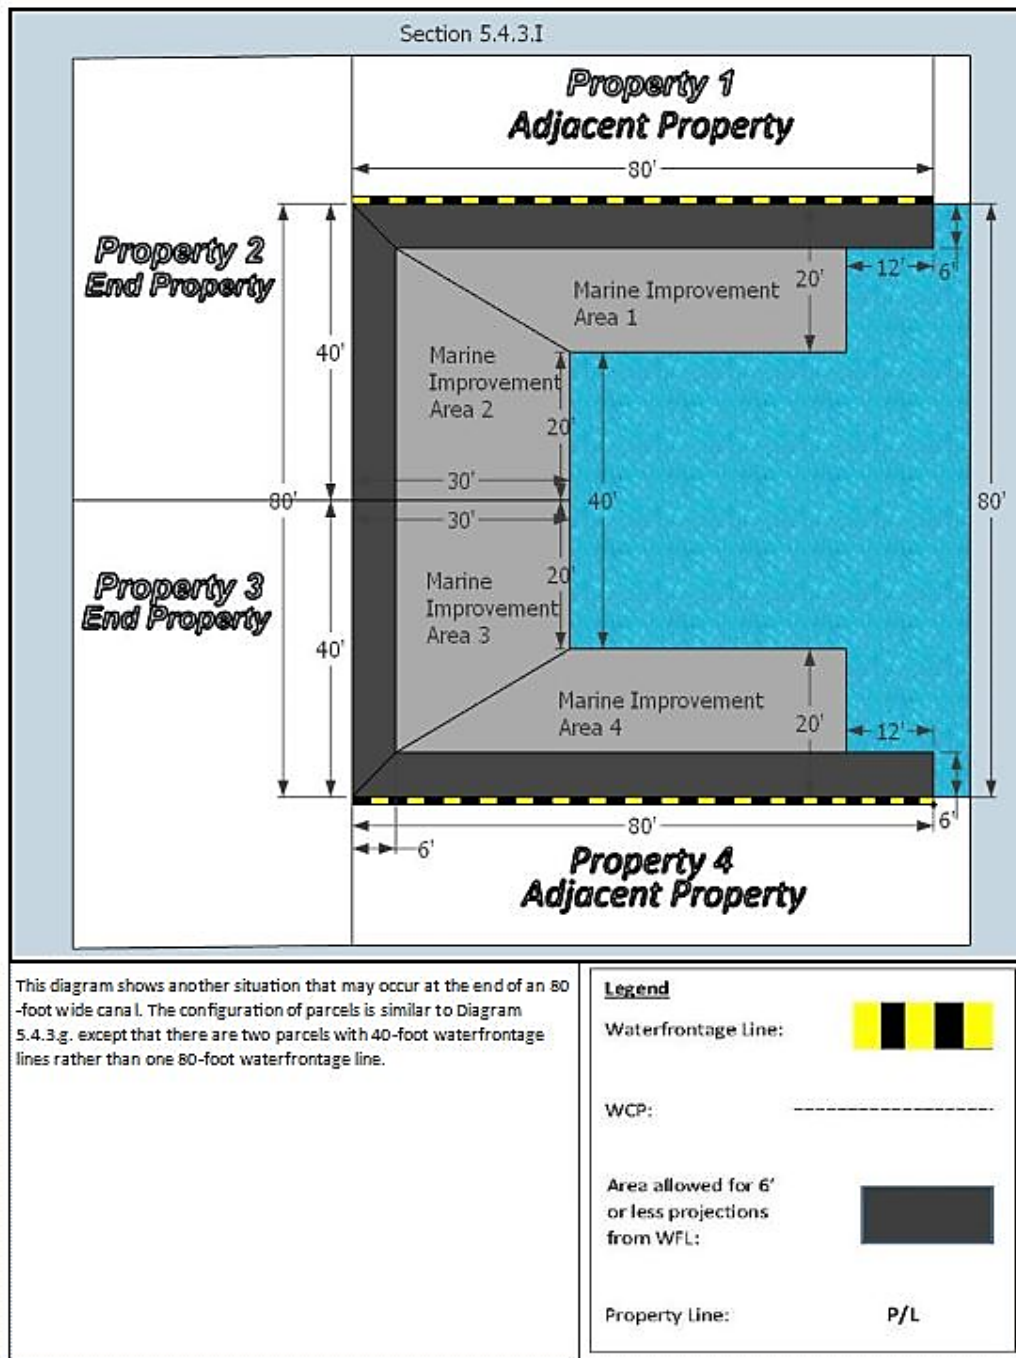 Section 5.4.3.I
Property 1
Adjacent Property
80'
Property 2
End Property
12'
6'
20'
Marine Improvement
Area 1
40'
Marine
Improvement
Area 2
20'
30'
80'
40'
80'
30'
Property 3
End Property
20'
Marine
Improvement
Area 3
40'
Marine Improvement
Area 4
20'
12'
6'
80'
6'
Property 4
Adjacent Property
This diagram shows another situation that may occur at the end of an 80
-foot wide canal. The configuration of parcels is similar to Diagram
5.4.3.g. except that there are two parcels with 40-foot waterfrontage
lines rather than one 80-foot waterfrontage line.
Legend
Waterfrontage Line:
WCP:
Area allowed for 6'
or less projections
from WFL:
Property Line:
P/L